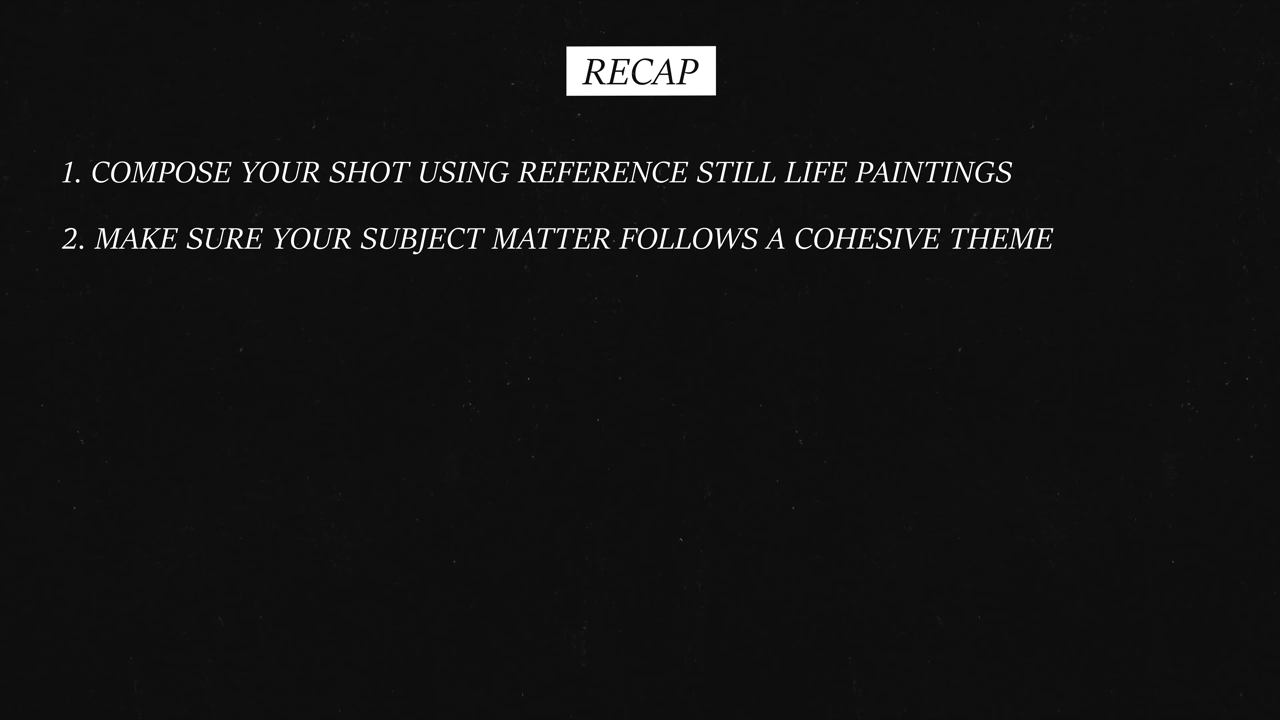 RECAP
1. COMPOSE YOUR SHOT USING REFERENCE STILL LIFE PAINTINGS
2. MAKE SURE YOUR SUBJECT MATTER FOLLOWS A COHESIVE THEME